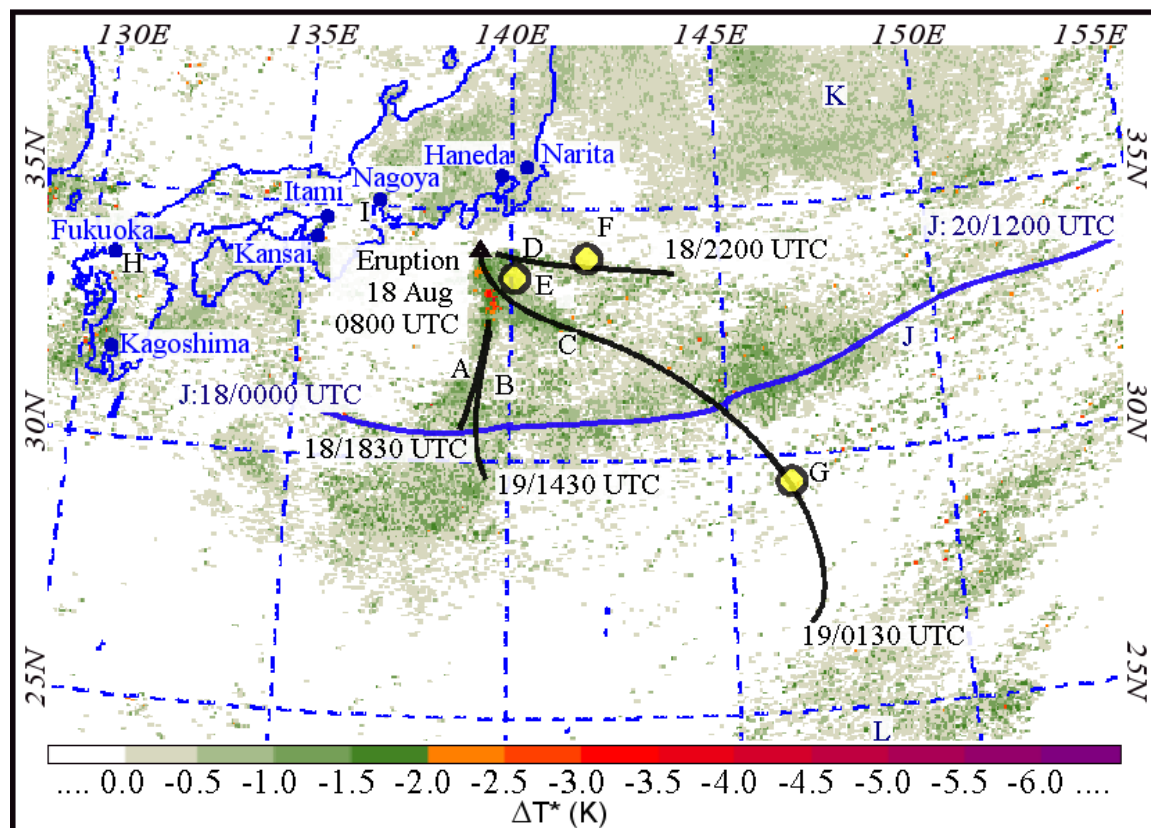 130E 135E 140E 145E 150E 155E
K
35N
35N
Haneda
Narita
Nagoya
Itami
I
Fukuoka
H
Kansai
F
D
18/2200 UTC
J: 20/1200 UTC
Eruption
18 Aug
0800 UTC
E
Kagoshima
C
J
A
B
J:18/0000 UTC
30N
30N
18/1830 UTC
19/1430 UTC
G
19/0130 UTC
25N
25N
L
.... 0.0 -0.5 -1.0 -1.5 -2.0 -2.5 -3.0 -3.5 -4.0 -4.5 -5.0 -5.5 -6.0 ....
ΔT* (K)